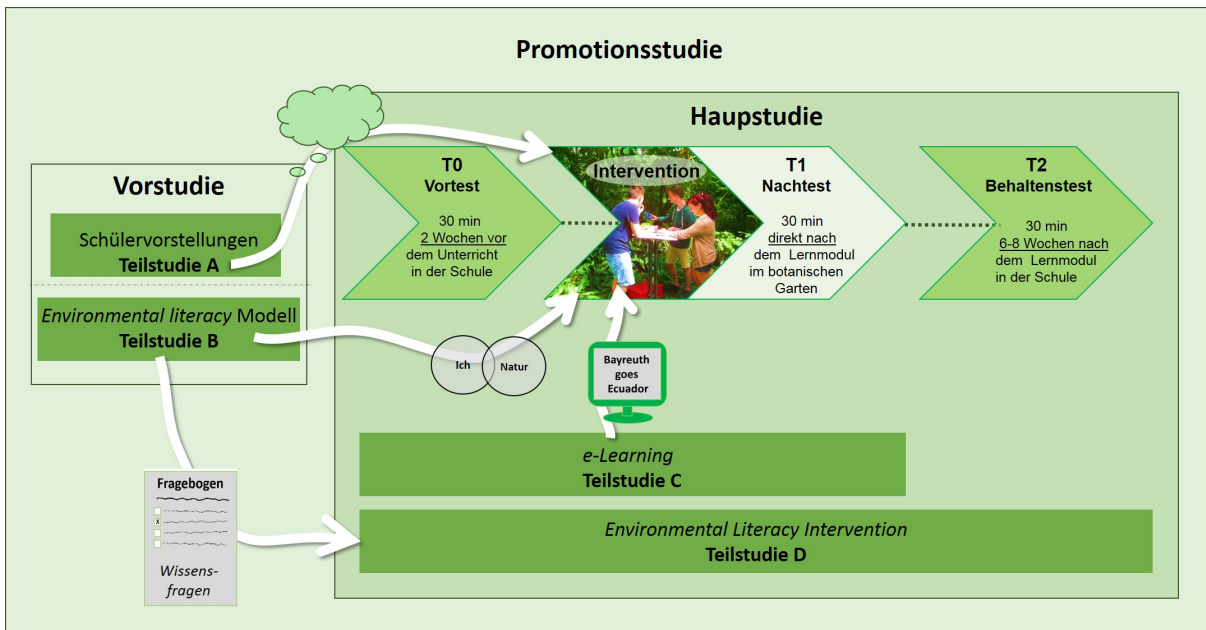 Promotionsstudie
Haupstudie
Vorstudie
Schülervorstellungen
Teilstudie A
Environmental literacy Modell
Teilstudie B
T0
Vortest
30 min
2 Wochen vor
dem Unterricht
in der Schule
Intervention
T1
Nachtest
30 min
direkt nach
dem Lernmodul
im botanischen
Garten
T2
Behaltenstest
30 min
6-8 Wochen nach
dem Lernmodul
in der Schule
Ich
Natur
Bayreuth
goes
Ecuador
e-Learning
Teilstudie C
Environmental Literacy Intervention
Teilstudie D
Fragebogen
x
Wissens-
fragen